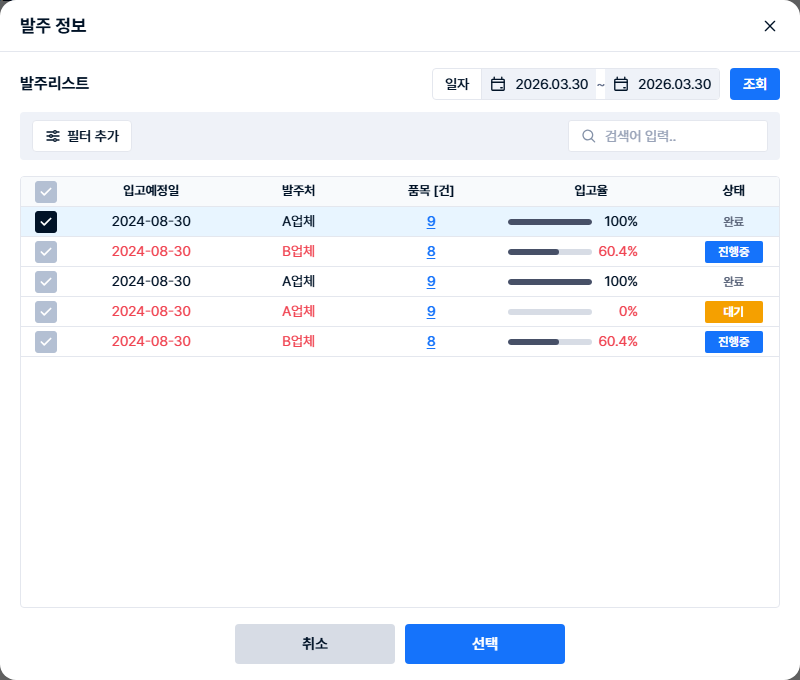 발주 정보
발주리스트
일자 2026.03.30 ~ 2026.03.30 조회
필터 추가 검색어 입력..
입고예정일 발주처 품목 [건] 입고율 상태
2024-08-30 A업체 9 100% 완료
2024-08-30 B업체 8 60.4% 진행중
2024-08-30 A업체 9 100% 완료
2024-08-30 A업체 9 0% 대기
2024-08-30 B업체 8 60.4% 진행중
취소 선택